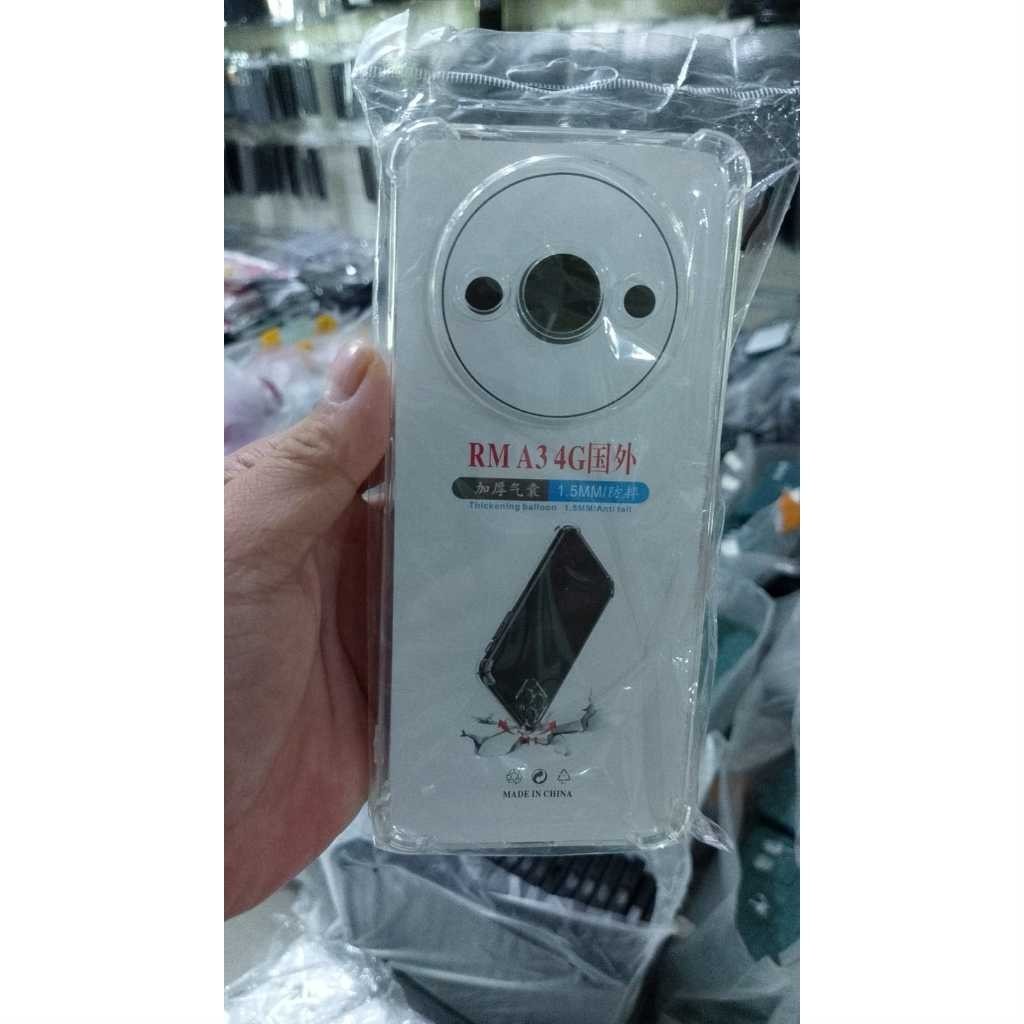 RM A3 4G国外
加厚气囊 1.5MM/防摔
Thickening balloon 1.5MM/Anti fall
MADE IN CHINA